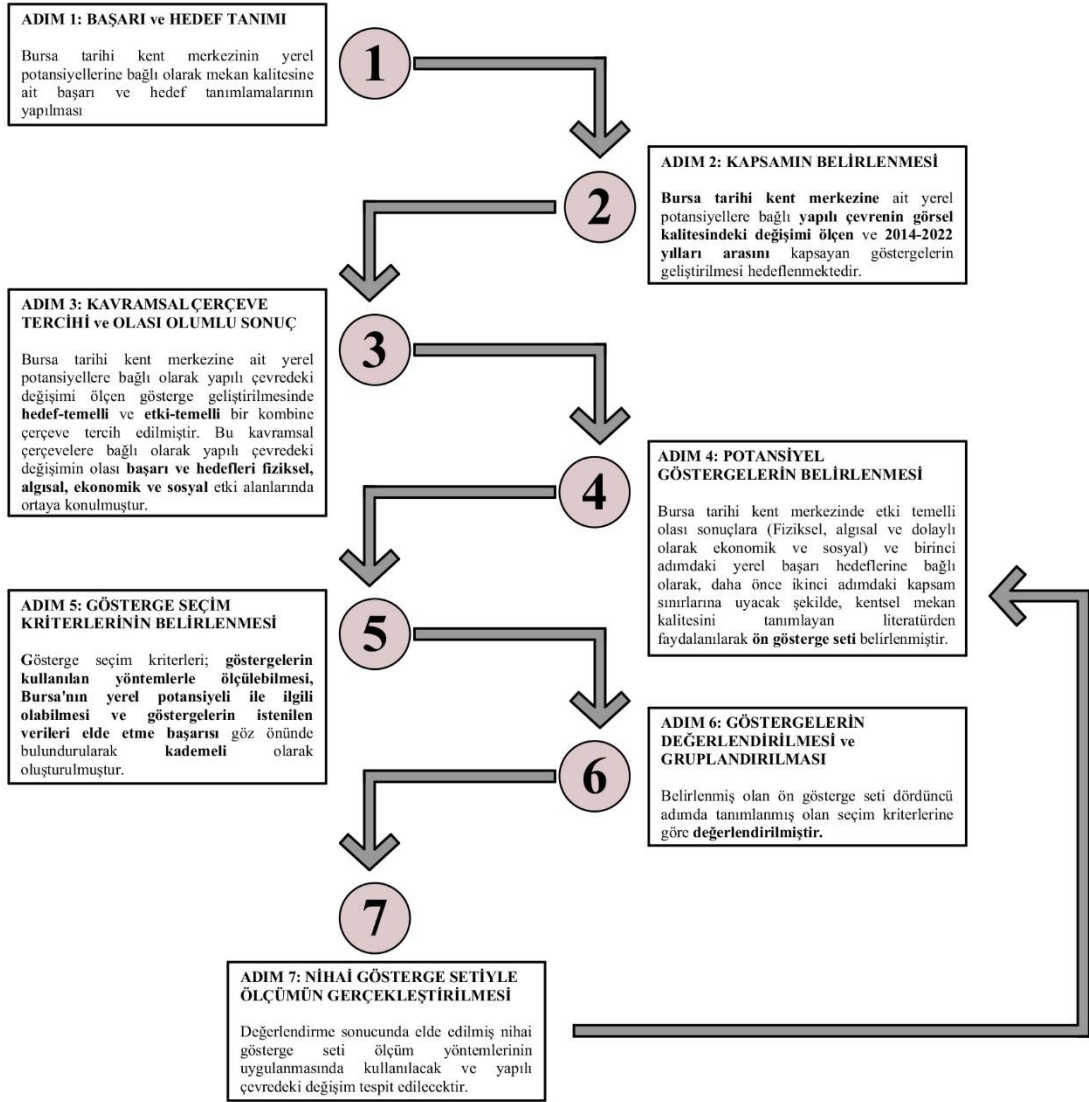 ADIM 1: BAŞARI ve HEDEF TANIMI
Bursa tarihi kent merkezinin yerel
potansiyellerine bağlı olarak mekan kalitesine
ait başarı ve hedef tanımlamalarının
yapılması
1
ADIM 2: KAPSAMIN BELİRLENMESİ
Bursa tarihi kent merkezine ait yerel
potansiyellere bağlı yapılı çevrenin görsel
kalitesindeki değişimi ölçen ve 2014-2022
yılları arasını kapsayan göstergelerin
geliştirilmesi hedeflenmektedir.
2
ADIM 3: KAVRAMSAL ÇERÇEVE
TERCİHİ ve OLASI OLUMLU SONUÇ
Bursa tarihi kent merkezine ait yerel
potansiyellere bağlı olarak yapılı çevredeki
değişimi ölçen gösterge geliştirilmesinde
hedef-temelli ve etki-temelli bir kombine
çerçeve tercih edilmiştir. Bu kavramsal
çerçevelere bağlı olarak yapılı çevredeki
değişimin olası başarı ve hedefleri fiziksel,
algısal, ekonomik ve sosyal etki alanlarında
ortaya konulmuştur.
3
ADIM 4: POTANSİYEL
GÖSTERGELERİN BELİRLENMESİ
Bursa tarihi kent merkezinde etki temelli
olası sonuçlara (Fiziksel, algısal ve dolaylı
olarak ekonomik ve sosyal) ve birinci
adımdaki yerel başarı hedeflerine bağlı
olarak, daha önce ikinci adımdaki kapsam
sınırlarına uyacak şekilde, kentsel mekan
kalitesini tanımlayan literatürden
faydalanılarak ön gösterge seti belirlenmiştir.
4
ADIM 5: GÖSTERGE SEÇİM
KRİTERLERİNİN BELİRLENMESİ
Gösterge seçim kriterleri; göstergelerin
kullanılan yöntemlerle ölçülebilmesi,
Bursa'nın yerel potansiyeli ile ilgili
olabilmesi ve göstergelerin istenilen
verileri elde etme başarısı göz önünde
bulundurularak kademeli olarak
oluşturulmuştur.
5
ADIM 6: GÖSTERGELERİN
DEĞERLENDİRİLMESİ ve
GRUPLANDIRILMASI
Belirlenmiş olan ön gösterge seti dördüncü
adımda tanımlanmış olan seçim kriterlerine
göre değerlendirilmiştir.
6
7
ADIM 7: NİHAİ GÖSTERGE SETİYLE
ÖLÇÜMÜN GERÇEKLEŞTİRİLMESİ
Değerlendirme sonucunda elde edilmiş nihai
gösterge seti ölçüm yöntemlerinin
uygulanmasında kullanılacak ve yapılı
çevredeki değişim tespit edilecektir.